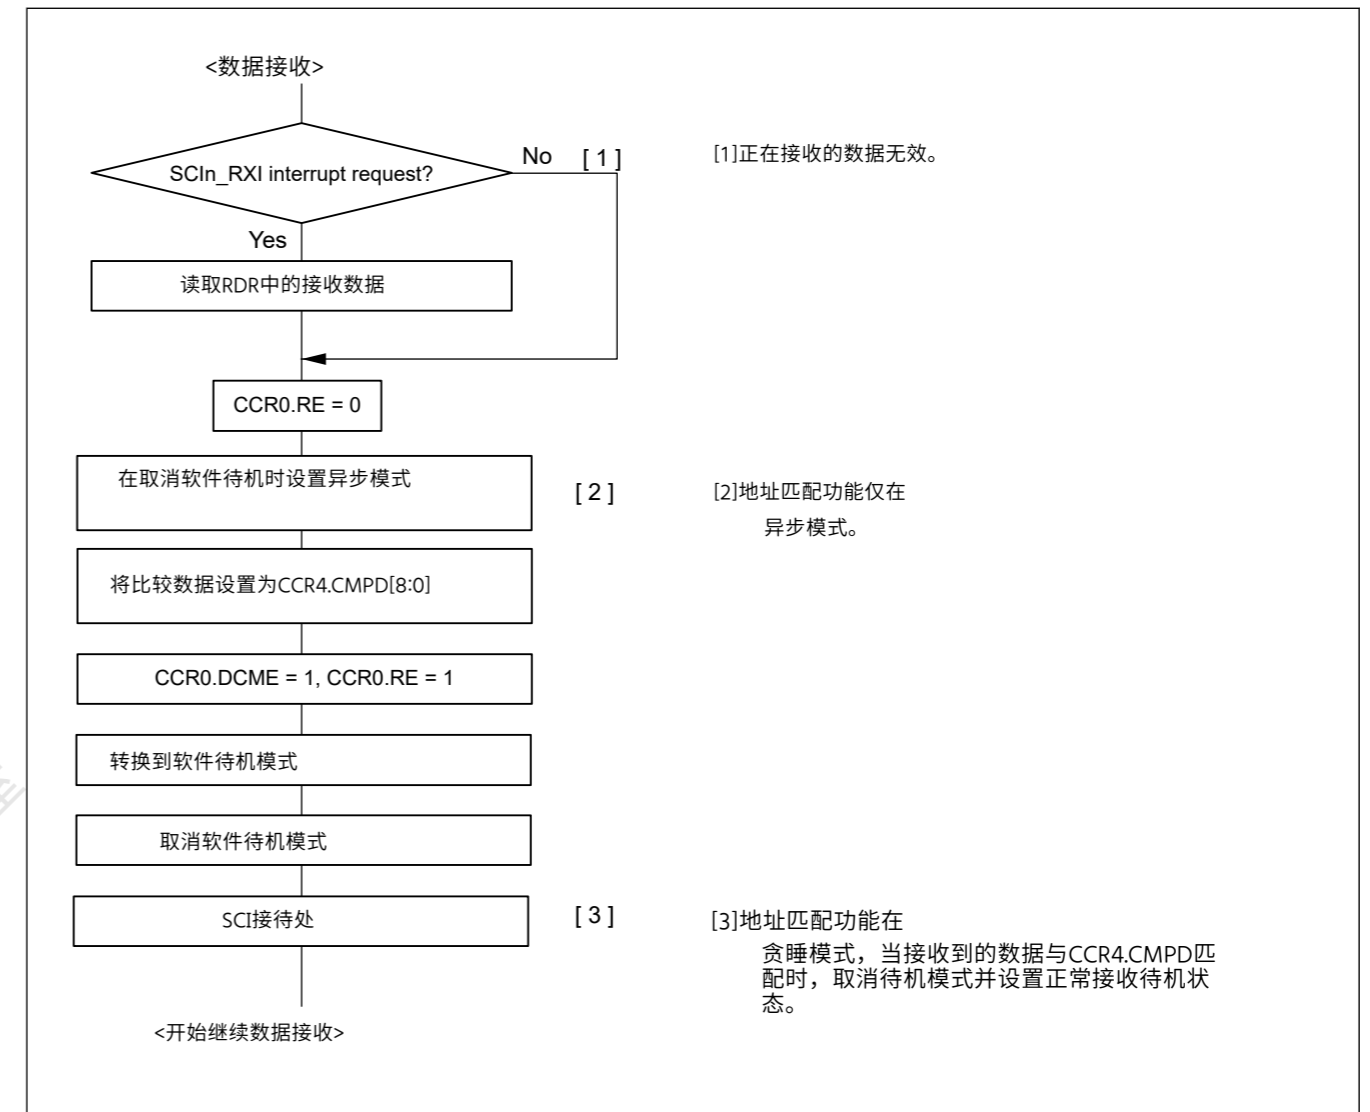 <数据接收>
SCIn_RXI interrupt request?
No [ 1 ]
[1]正在接收的数据无效。
Yes
读取RDR中的接收数据
CCR0.RE = 0
在取消软件待机时设置异步模式
[ 2 ]
[2]地址匹配功能仅在
异步模式。
将比较数据设置为CCR4.CMPD[8:0]
CCR0.DCME = 1, CCR0.RE = 1
转换到软件待机模式
取消软件待机模式
SCI接待处
[ 3 ]
[3]地址匹配功能在
贪睡模式，当接收到的数据与CCR4.CMPD匹
配时，取消待机模式并设置正常接收待机状
态。
<开始继续数据接收>